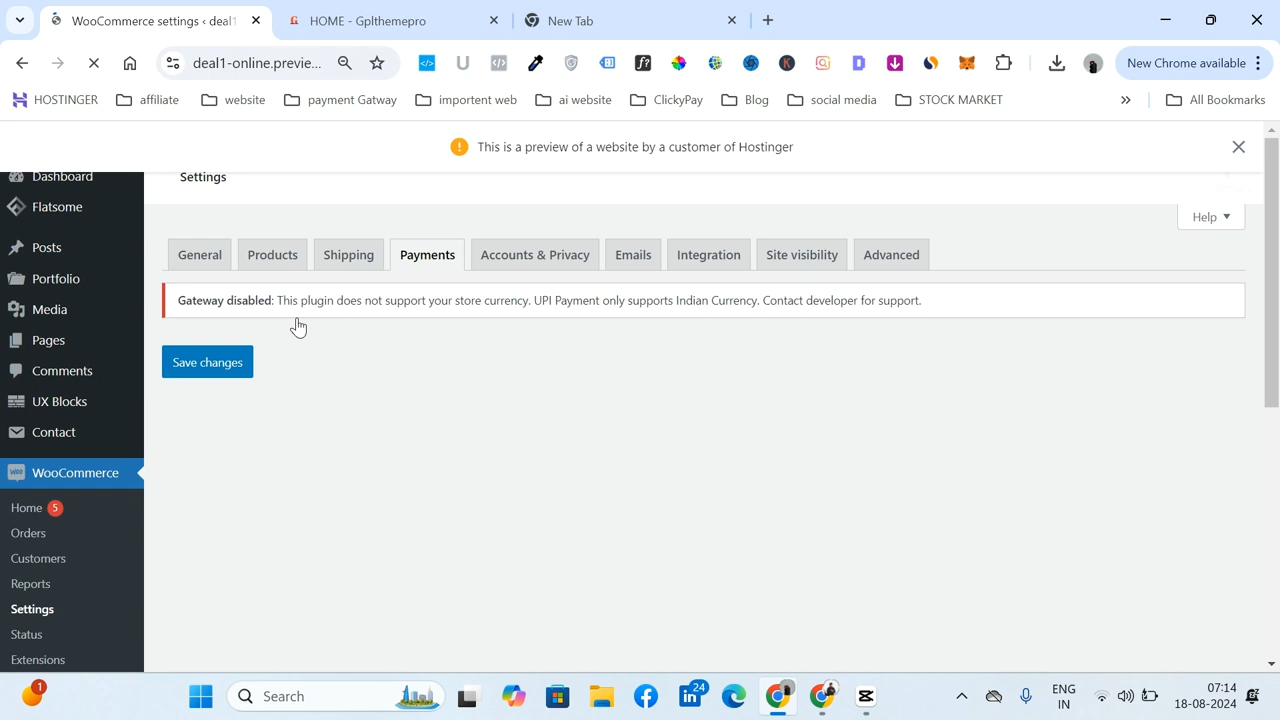 WooCommerce settings ‹ deal1
HOME - Gplthemepro
New Tab
deal1-online.previe...
New Chrome available
HOSTINGER
affiliate
website
payment Gatway
importent web
ai website
ClickyPay
Blog
social media
STOCK MARKET
»
All Bookmarks
This is a preview of a website by a customer of Hostinger
Dashboard
Settings
Flatsome
Help ▼
Posts
General
Products
Shipping
Payments
Accounts & Privacy
Emails
Integration
Site visibility
Advanced
Portfolio
Gateway disabled: This plugin does not support your store currency. UPI Payment only supports Indian Currency. Contact developer for support.
Media
Pages
Save changes
Comments
UX Blocks
Contact
WooCommerce
Home 5
Orders
Customers
Reports
Settings
Status
Extensions
1
Search
24
ENG
IN
07:14
18-08-2024